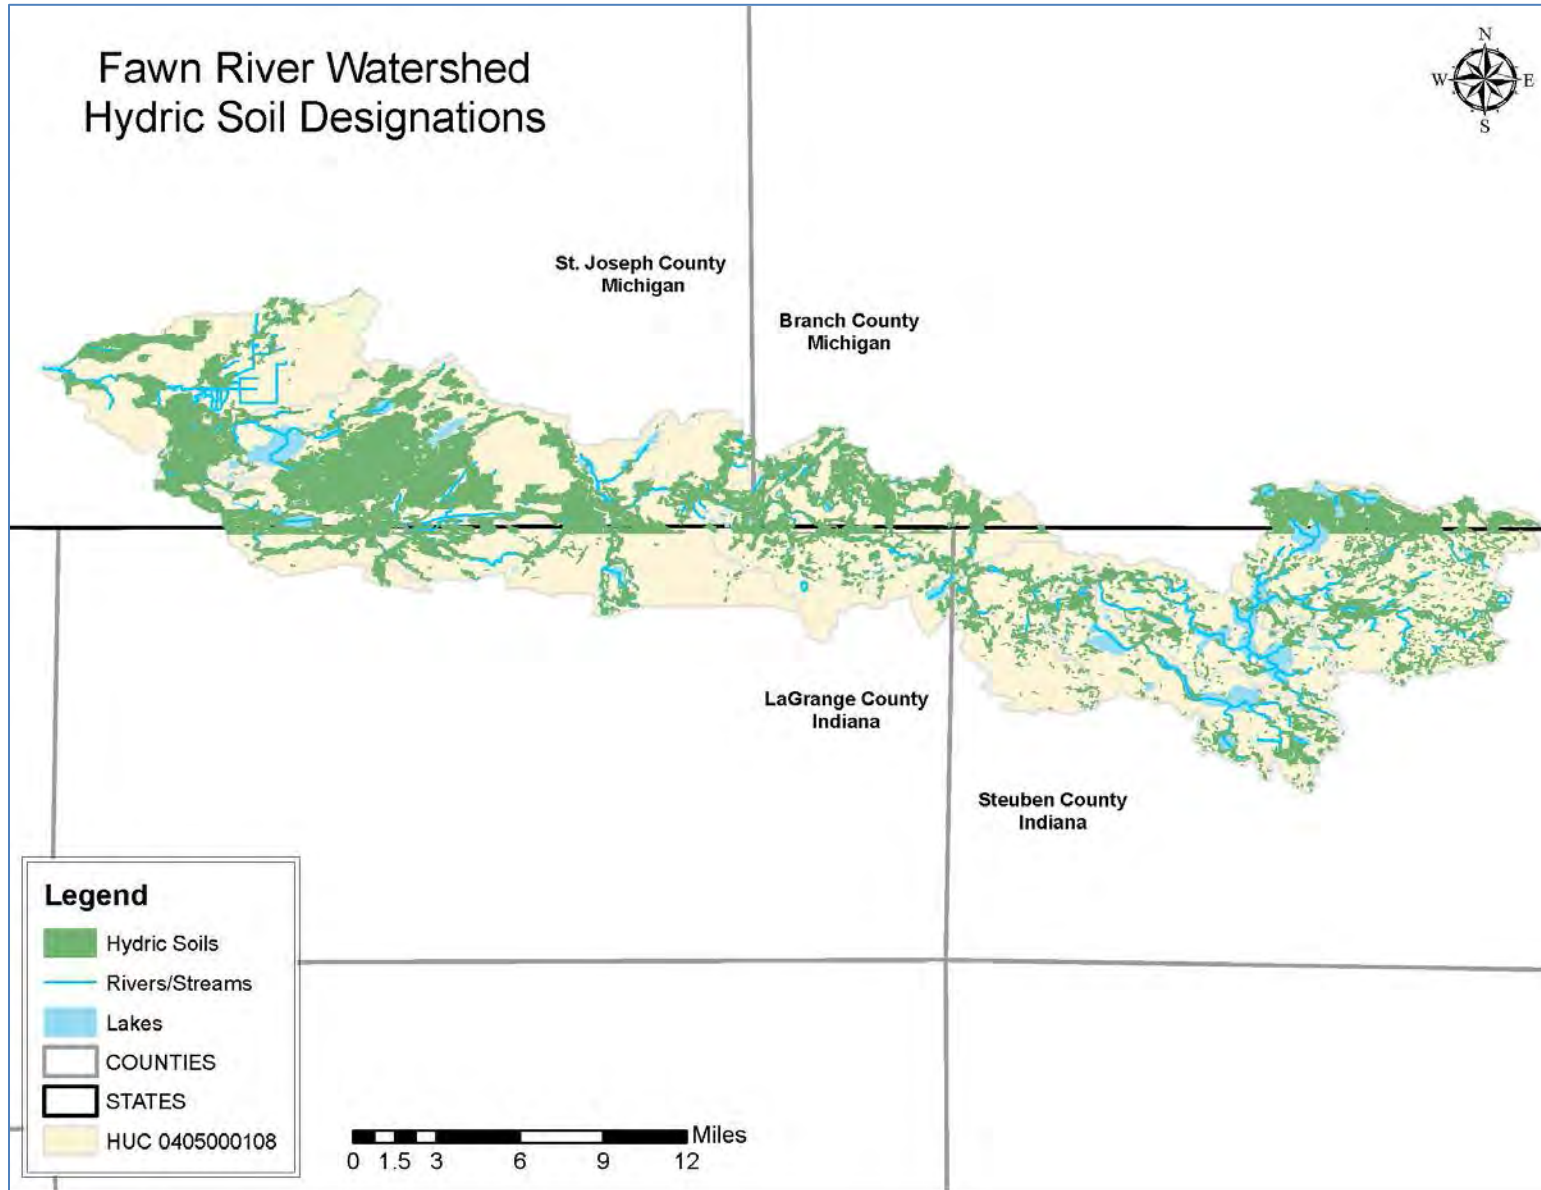 Fawn River Watershed
Hydric Soil Designations
N
W
E
S
St. Joseph County
Michigan
Branch County
Michigan
LaGrange County
Indiana
Steuben County
Indiana
Legend
Hydric Soils
Rivers/Streams
Lakes
COUNTIES
STATES
HUC 0405000108
Miles
0 1.5 3 6 9 12